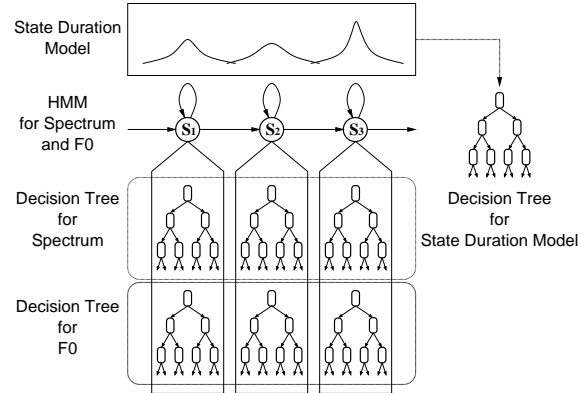 State Duration
Model
HMM
for Spectrum
and F0
S1
S2
S3
Decision Tree
for
Spectrum
Decision Tree
for
State Duration Model
Decision Tree
for
F0